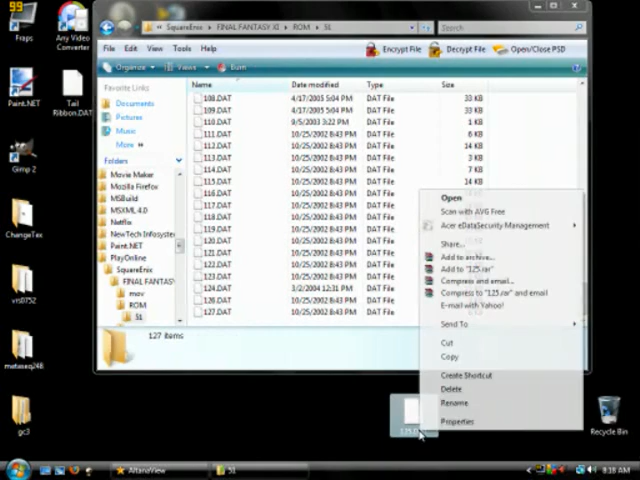 99
Fraps
Any Video
Converter
Paint.NET
Tail
Ribbon.DAT
Gimp 2
ChangeTex
vrs0752
metaseq248
gc3
Recycle Bin
« SquareEnix › FINAL FANTASY XI › ROM › 51
Search
File Edit View Tools Help
Encrypt File Decrypt File Open/Close PSD
Organize Views Burn
Favorite Links
Documents
Pictures
Music
More »
Folders
Movie Maker
Mozilla Firefox
MSBuild
MSXML 4.0
Netflix
NewTech Infosystem
Paint.NET
PlayOnline
SquareEnix
FINAL FANTASY
mov
ROM
51
Name Date modified Type Size
108.DAT 4/17/2005 5:04 PM DAT File 33 KB
109.DAT 4/17/2005 5:04 PM DAT File 33 KB
110.DAT 9/5/2003 3:22 PM DAT File 1 KB
111.DAT 10/25/2002 8:43 PM DAT File 6 KB
112.DAT 10/25/2002 8:43 PM DAT File 14 KB
113.DAT 10/25/2002 8:43 PM DAT File 3 KB
114.DAT 10/25/2002 8:43 PM DAT File 7 KB
115.DAT 10/25/2002 8:43 PM DAT File 14 KB
116.DAT 10/25/2002 8:43 PM DAT File
117.DAT 10/25/2002 8:43 PM DAT File
118.DAT 10/25/2002 8:43 PM DAT File
119.DAT 10/25/2002 8:43 PM DAT File
120.DAT 10/25/2002 8:43 PM DAT File
121.DAT 10/25/2002 8:43 PM DAT File
122.DAT 10/25/2002 8:43 PM DAT File
123.DAT 10/25/2002 8:43 PM DAT File
124.DAT 3/2/2004 12:31 PM DAT File
126.DAT 10/25/2002 8:43 PM DAT File
127.DAT 10/25/2002 8:43 PM DAT File
127 items
Open
Scan with AVG Free
Acer eDataSecurity Management
Share...
Add to archive...
Add to "125.rar"
Compress and email...
Compress to "125.rar" and email
E-mail with Yahoo!
Send To
Cut
Copy
Create Shortcut
Delete
Rename
Properties
AltanaView
51
8:18 AM